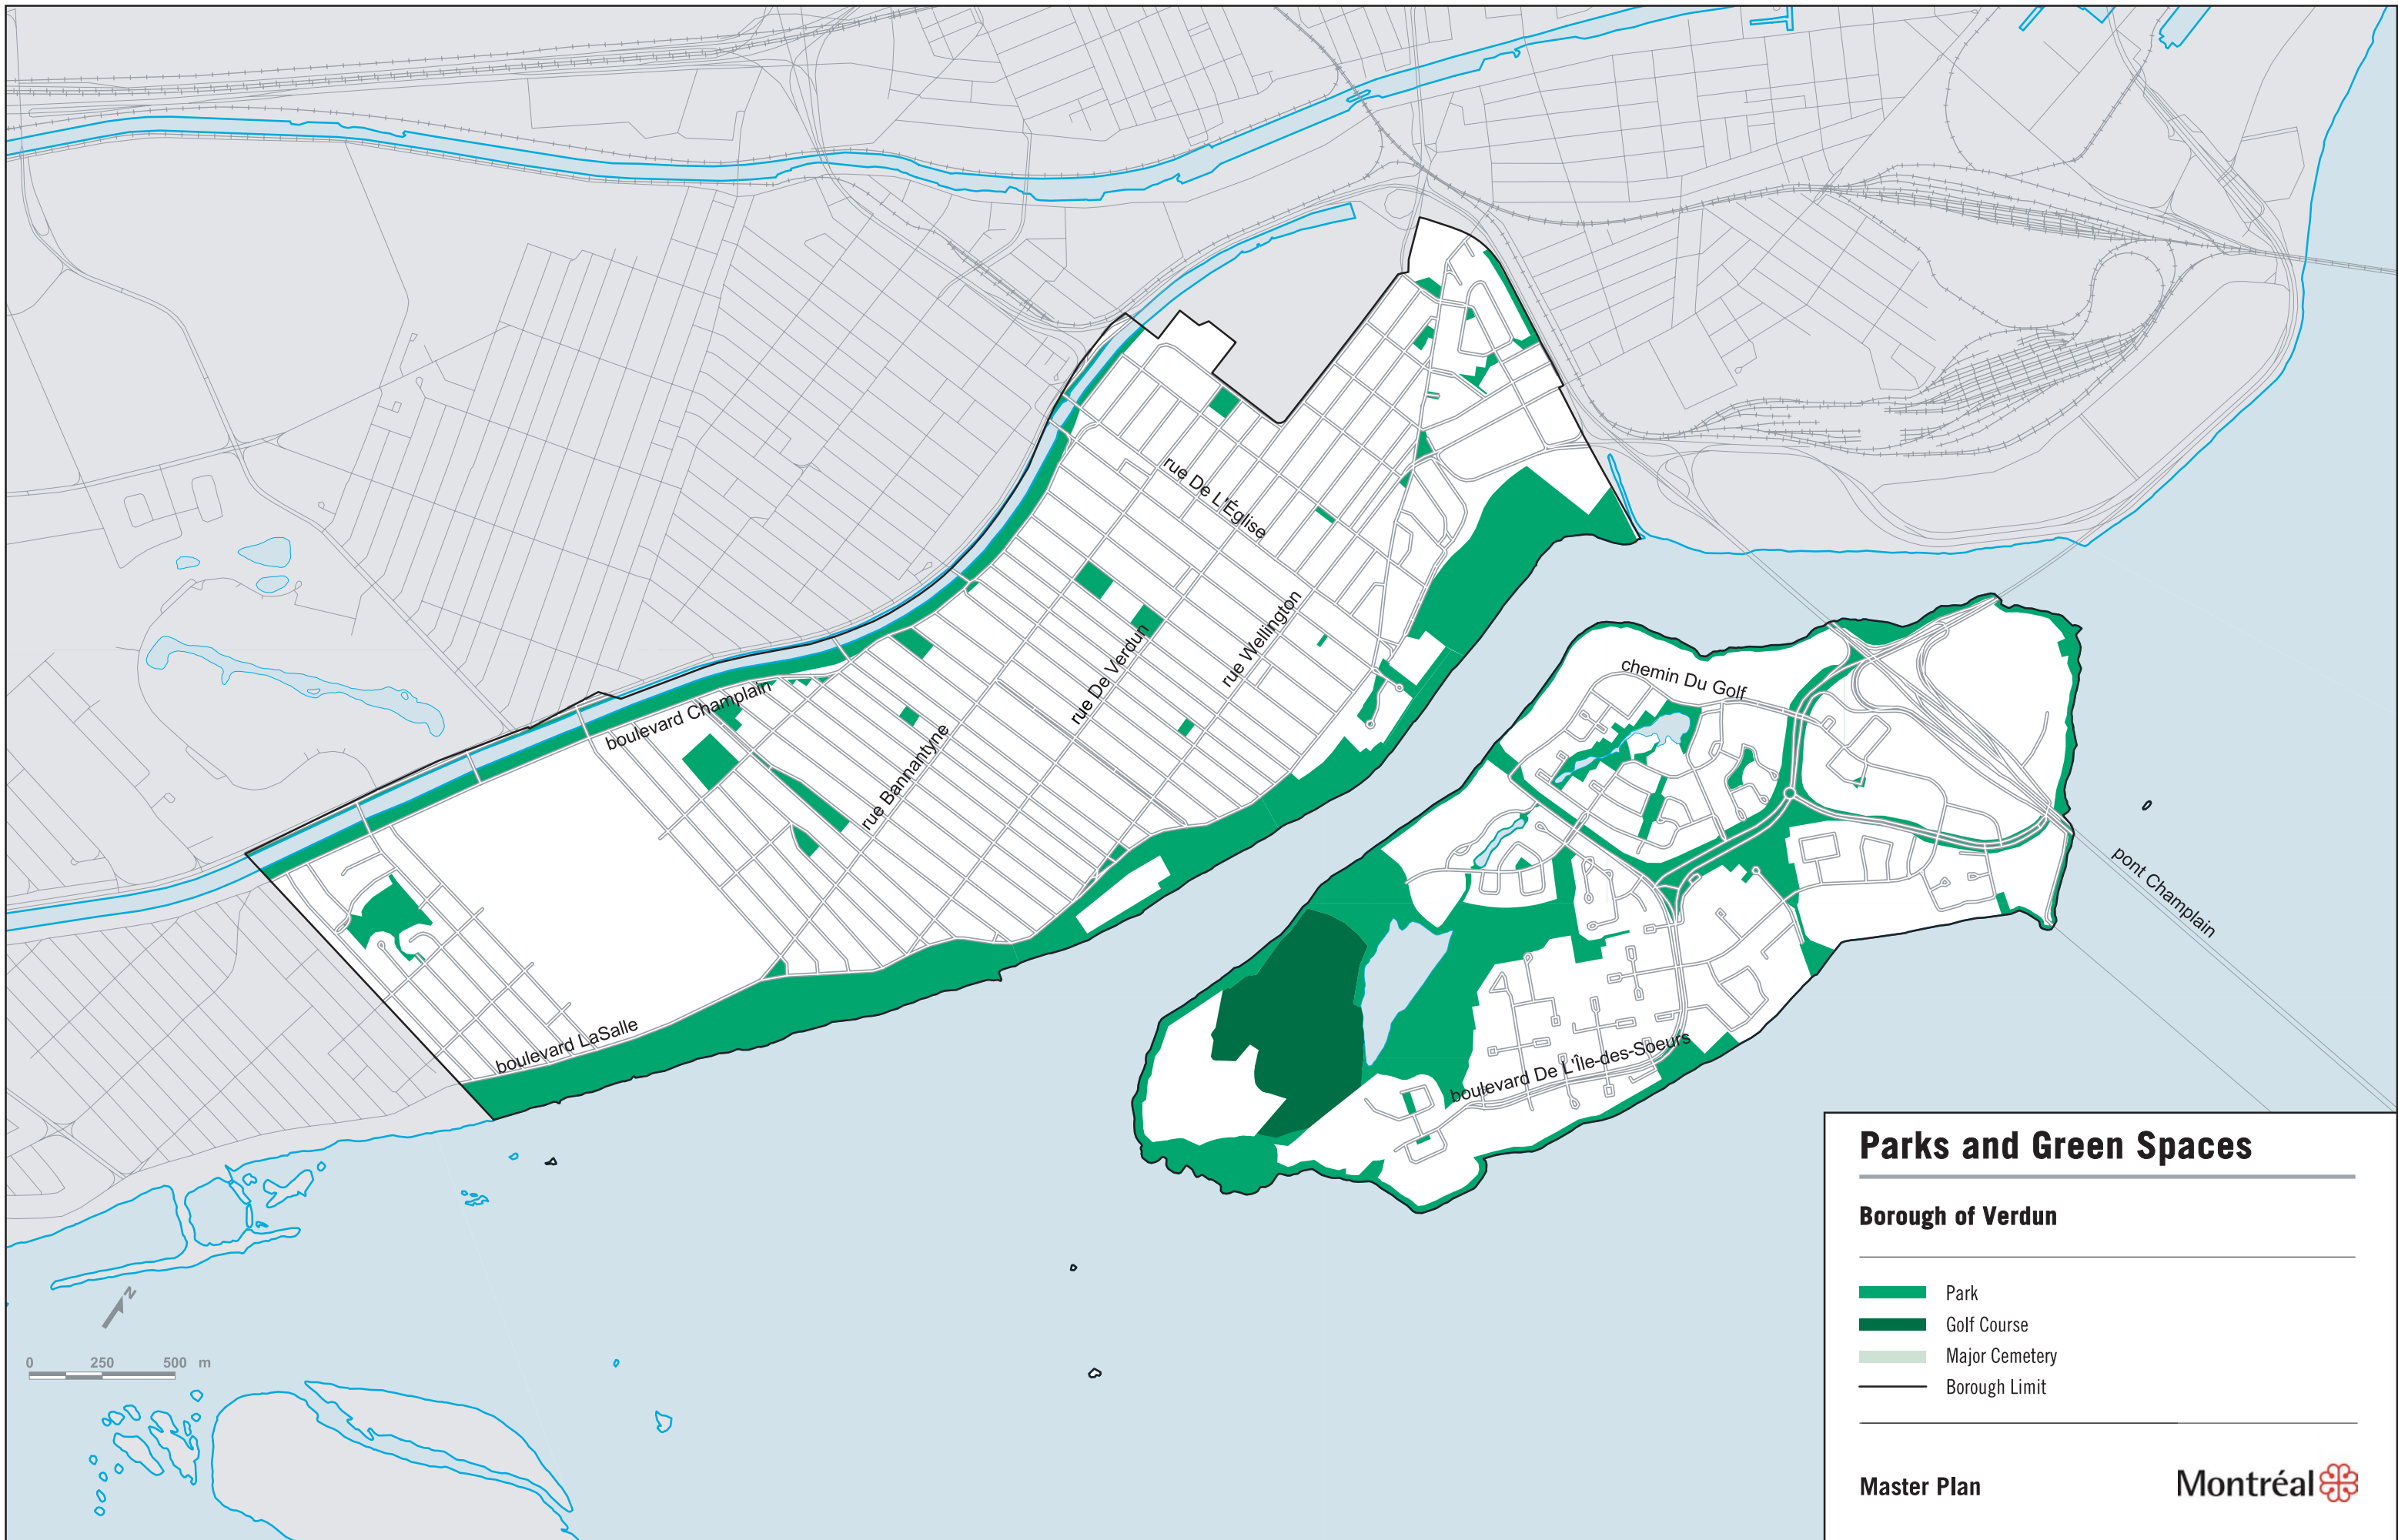 rue De L'Église
chemin Du Golf
rue Wellington
rue De Verdun
boulevard Champlain
rue Bannantyne
pont Champlain
boulevard LaSalle
boulevard De L'Île-des-Soeurs
N
0 250 500 m
Parks and Green Spaces
Borough of Verdun
Park
Golf Course
Major Cemetery
Borough Limit
Master Plan
Montréal